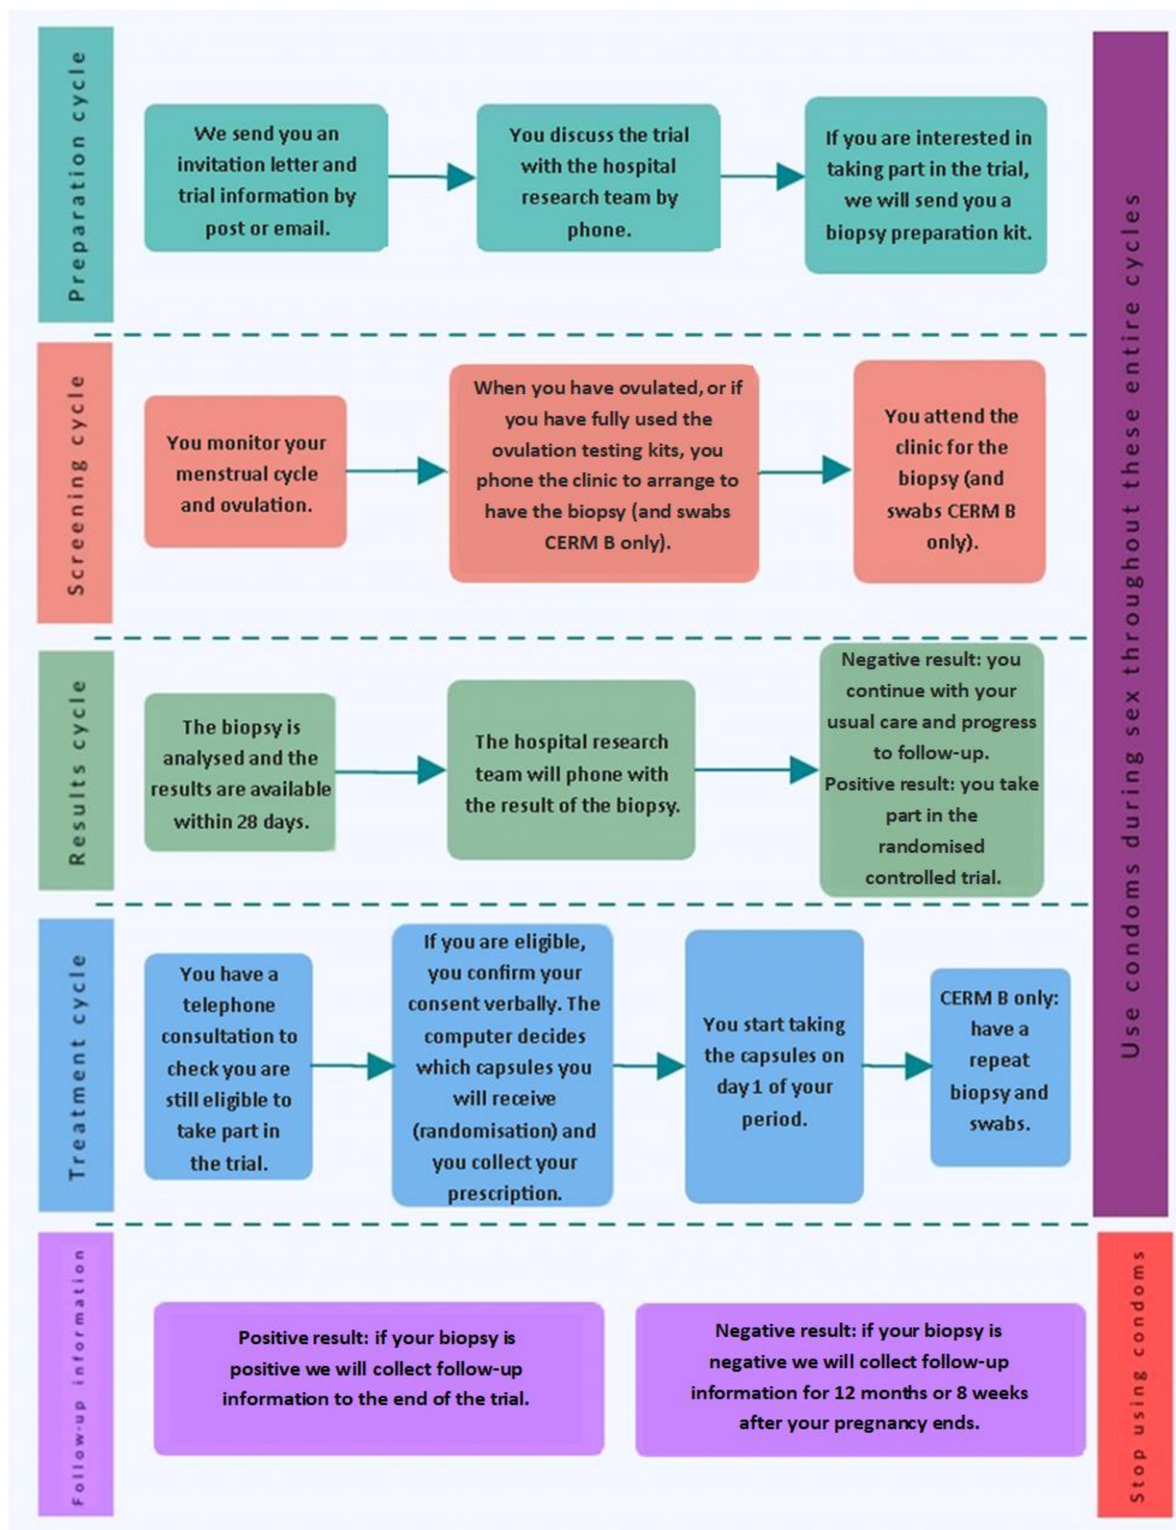 Preparation cycle
We send you an
invitation letter and
trial information by
post or email.
You discuss the trial
with the hospital
research team by
phone.
If you are interested in
taking part in the trial,
we will send you a
biopsy preparation kit.
Use condoms during sex throughout these entire cycles
Screening cycle
You monitor your
menstrual cycle
and ovulation.
When you have ovulated, or if
you have fully used the
ovulation testing kits, you
phone the clinic to arrange to
have the biopsy (and swabs
CERM B only).
You attend the
clinic for the
biopsy (and
swabs CERM B
only).
Results cycle
The biopsy is
analysed and the
results are available
within 28 days.
The hospital research
team will phone with
the result of the biopsy.
Negative result: you
continue with your
usual care and progress
to follow-up.
Positive result: you take
part in the
randomised
controlled trial.
Treatment cycle
You have a
telephone
consultation to
check you are
still eligible to
take part in
the trial.
If you are eligible,
you confirm your
consent verbally. The
computer decides
which capsules you
will receive
(randomisation) and
you collect your
prescription.
You start taking
the capsules on
day 1 of your
period.
CERM B only:
have a
repeat
biopsy and
swabs.
Follow-up information
Positive result: if your biopsy is
positive we will collect follow-up
information to the end of the trial.
Negative result: if your biopsy is
negative we will collect follow-up
information for 12 months or 8 weeks
after your pregnancy ends.
Stop using condoms